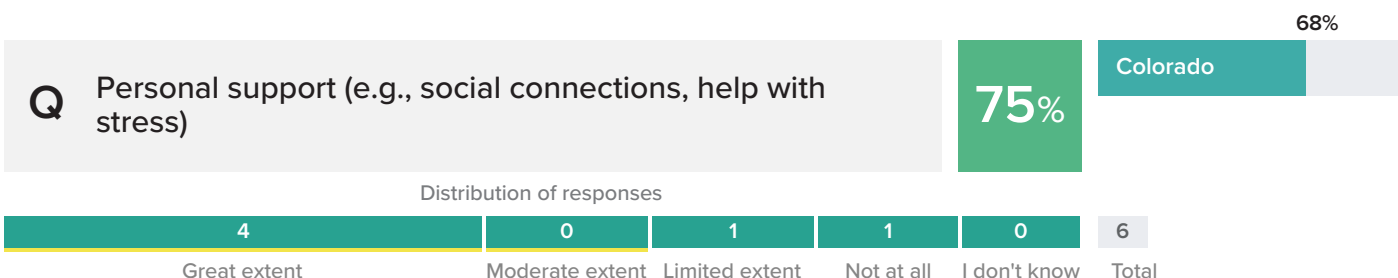 68%
Q
Personal support (e.g., social connections, help with
stress)
75%
Colorado
Distribution of responses
4
0
1
1
0
6
Great extent
Moderate extent
Limited extent
Not at all
I don't know
Total